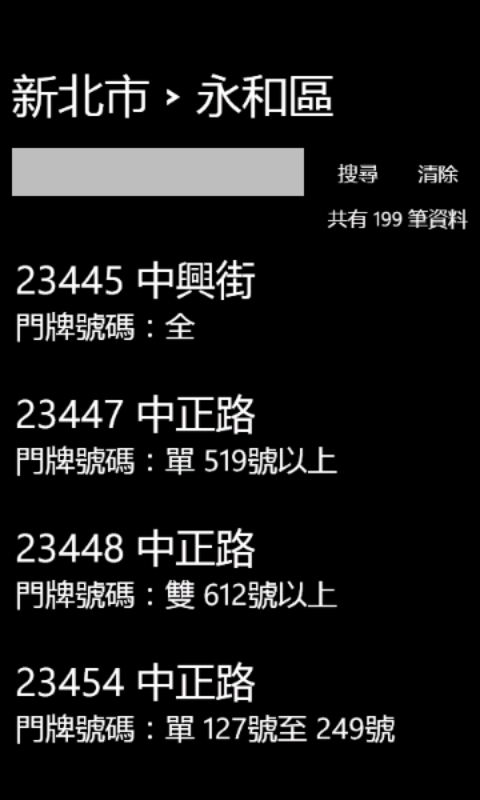 新北市 > 永和區
搜尋 清除
共有 199 筆資料
23445 中興街
門牌號碼：全
23447 中正路
門牌號碼：單 519號以上
23448 中正路
門牌號碼：雙 612號以上
23454 中正路
門牌號碼：單 127號至 249號